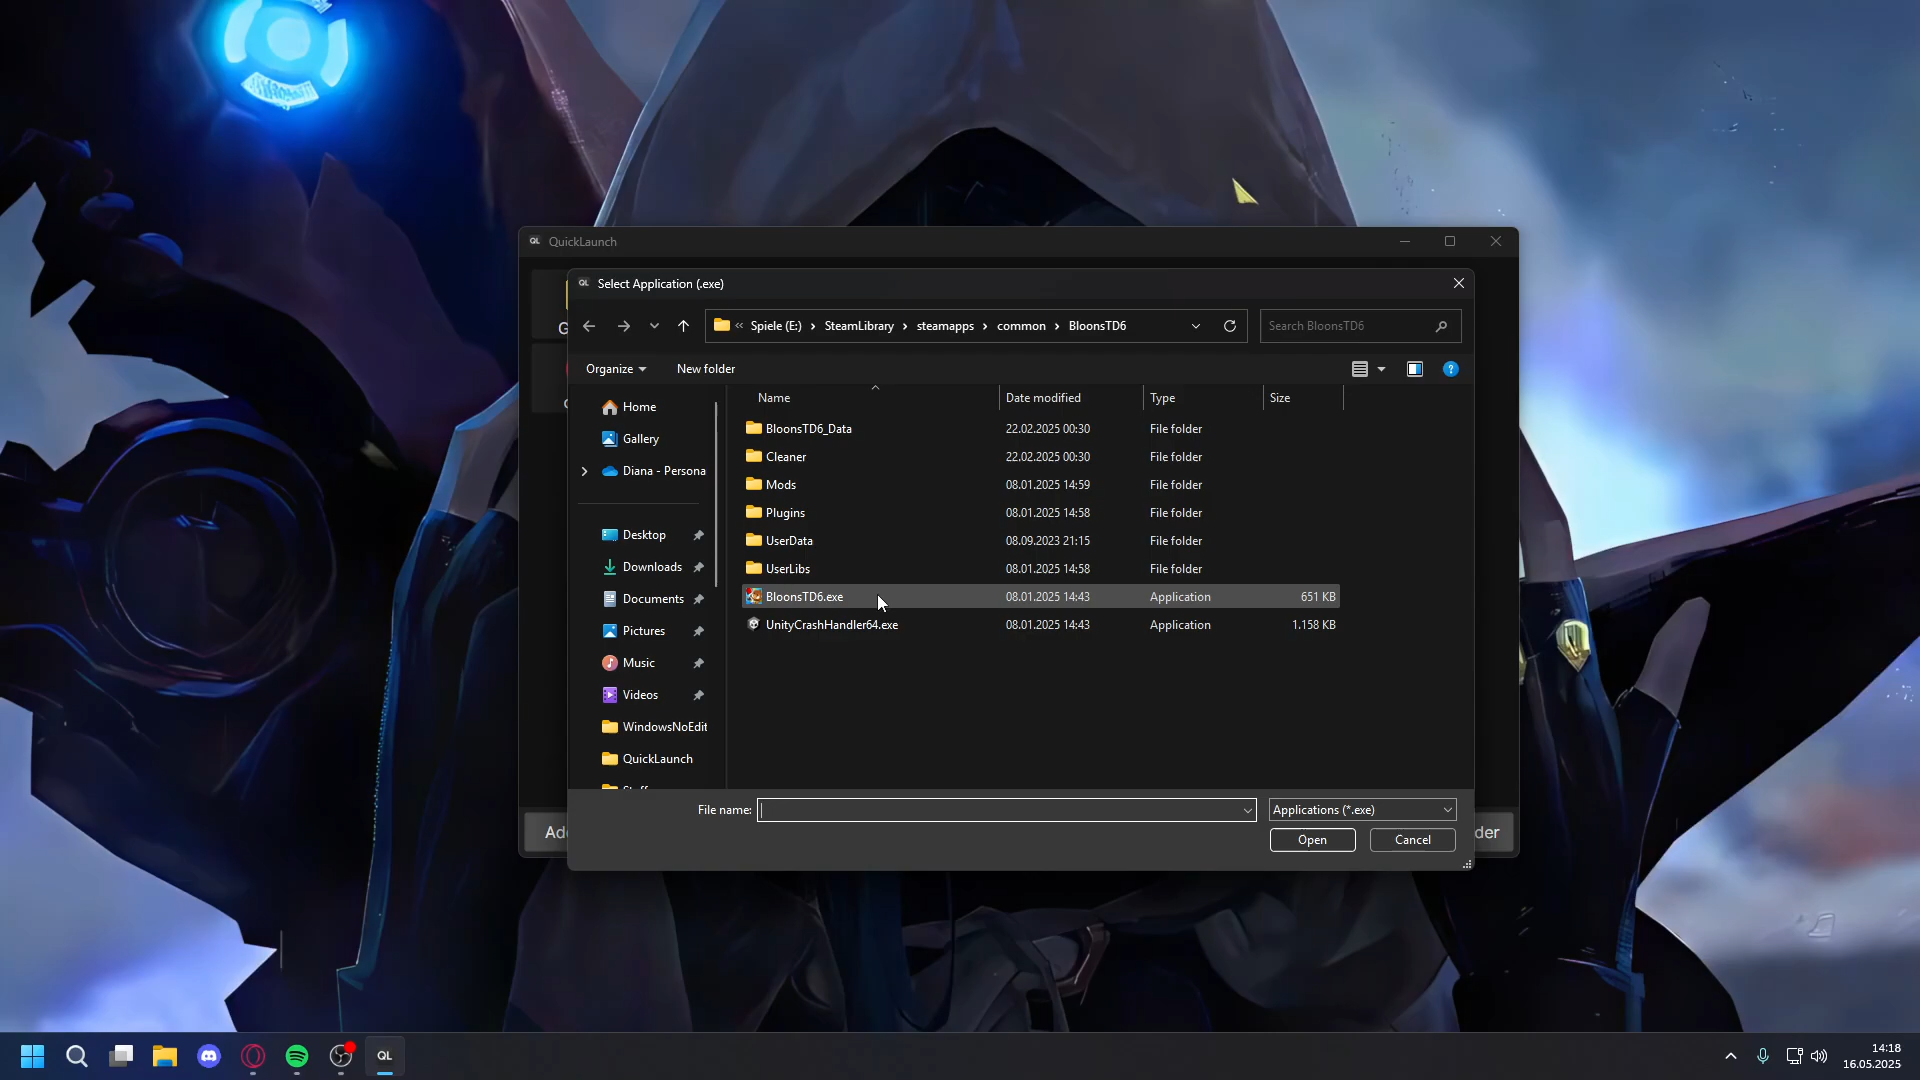 QL QuickLaunch
QL Select Application (.exe)
« Spiele (E:) › SteamLibrary › steamapps › common › BloonsTD6
Search BloonsTD6
Organize New folder
Name Date modified Type Size
Home
Gallery
Diana - Persona
Desktop
Downloads
Documents
Pictures
Music
Videos
WindowsNoEdit
QuickLaunch
BloonsTD6_Data 22.02.2025 00:30 File folder
Cleaner 22.02.2025 00:30 File folder
Mods 08.01.2025 14:59 File folder
Plugins 08.01.2025 14:58 File folder
UserData 08.09.2023 21:15 File folder
UserLibs 08.01.2025 14:58 File folder
BloonsTD6.exe 08.01.2025 14:43 Application 651 KB
UnityCrashHandler64.exe 08.01.2025 14:43 Application 1.158 KB
File name: Applications (*.exe)
Open Cancel
Ad
der
QL
14:18
16.05.2025